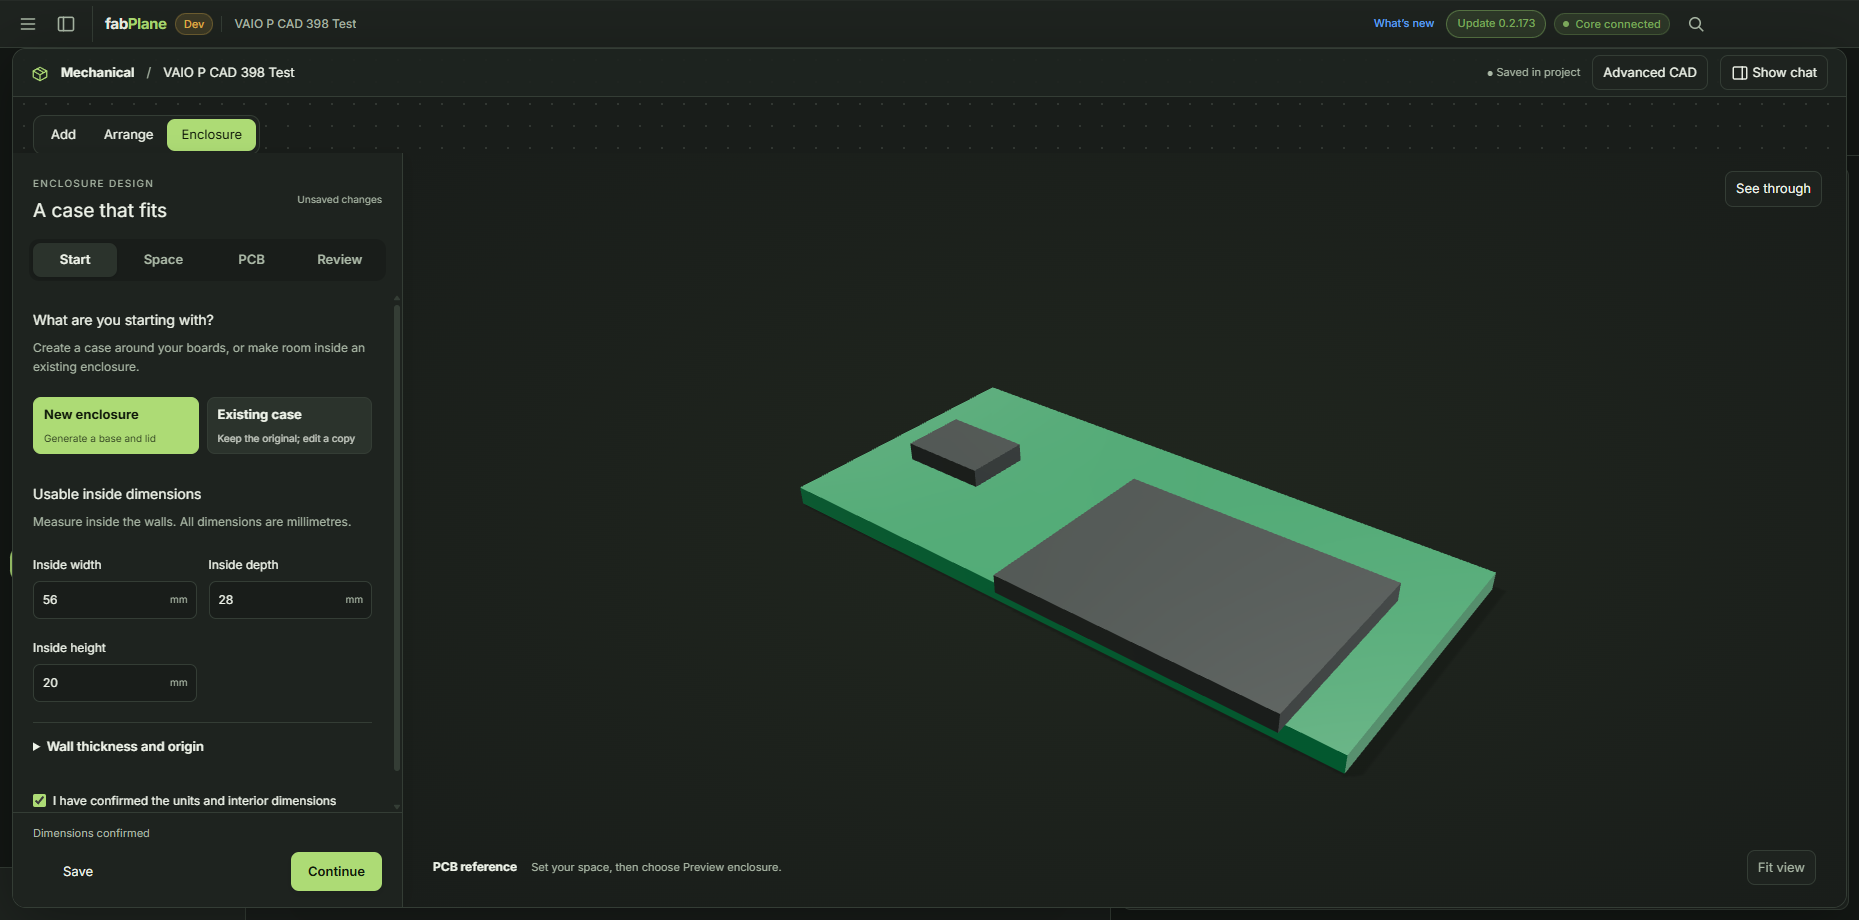 fabPlane Dev VAIO P CAD 398 Test What's new Update 0.2.173 Core connected
Mechanical / VAIO P CAD 398 Test Saved in project Advanced CAD Show chat
Add Arrange Enclosure
ENCLOSURE DESIGN
Unsaved changes
A case that fits
See through
Start Space PCB Review
What are you starting with?
Create a case around your boards, or make room inside an
existing enclosure.
New enclosure Existing case
Generate a base and lid Keep the original; edit a copy
Usable inside dimensions
Measure inside the walls. All dimensions are millimetres.
Inside width Inside depth
56 mm 28 mm
Inside height
20 mm
Wall thickness and origin
I have confirmed the units and interior dimensions
Dimensions confirmed
Save Continue
PCB reference Set your space, then choose Preview enclosure.
Fit view